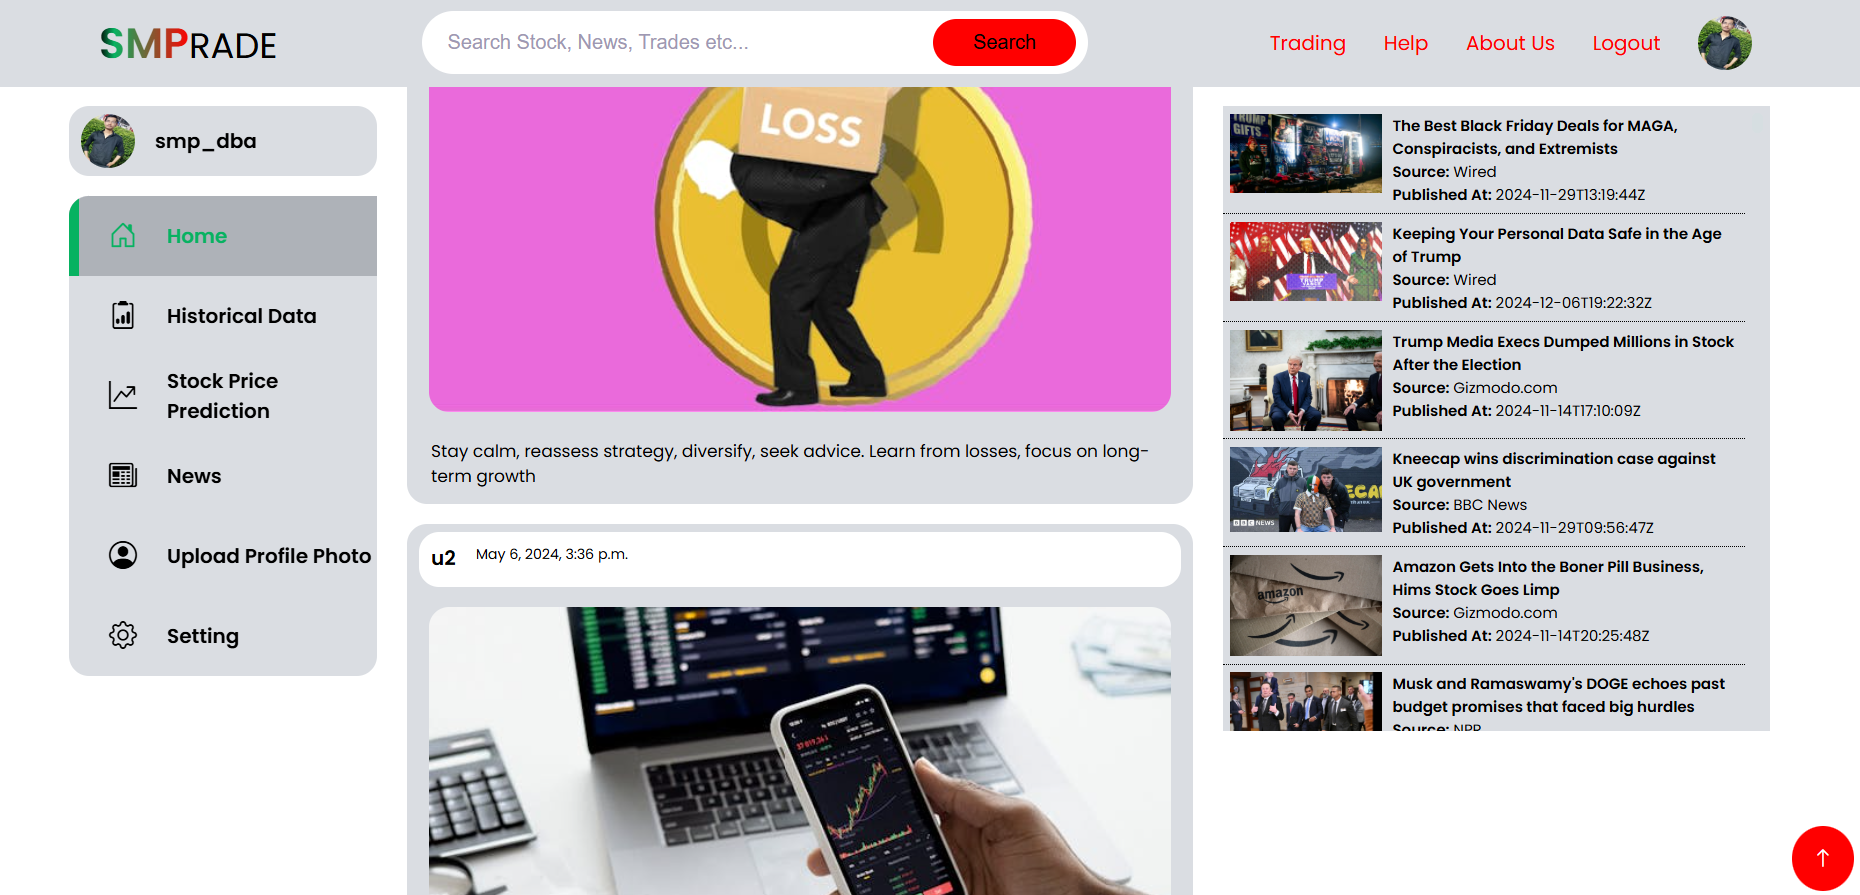 SMPRADE
Search Stock, News, Trades etc...
Search
Trading
Help
About Us
Logout
smp_dba
Home
Historical Data
Stock Price
Prediction
News
Upload Profile Photo
Setting
LOSS
Stay calm, reassess strategy, diversify, seek advice. Learn from losses, focus on long-
term growth
u2
May 6, 2024, 3:36 p.m.
TRUMP
GIFTS
The Best Black Friday Deals for MAGA,
Conspiracists, and Extremists
Source: Wired
Published At: 2024-11-29T13:19:44Z
Keeping Your Personal Data Safe in the Age
of Trump
Source: Wired
Published At: 2024-12-06T19:22:32Z
TRUMP
Trump Media Execs Dumped Millions in Stock
After the Election
Source: Gizmodo.com
Published At: 2024-11-14T17:10:09Z
Kneecap wins discrimination case against
UK government
Source: BBC News
Published At: 2024-11-29T09:56:47Z
BBC NEWS
Amazon Gets Into the Boner Pill Business,
Hims Stock Goes Limp
Source: Gizmodo.com
Published At: 2024-11-14T20:25:48Z
amazon
Musk and Ramaswamy's DOGE echoes past
budget promises that faced big hurdles
Source: NPR